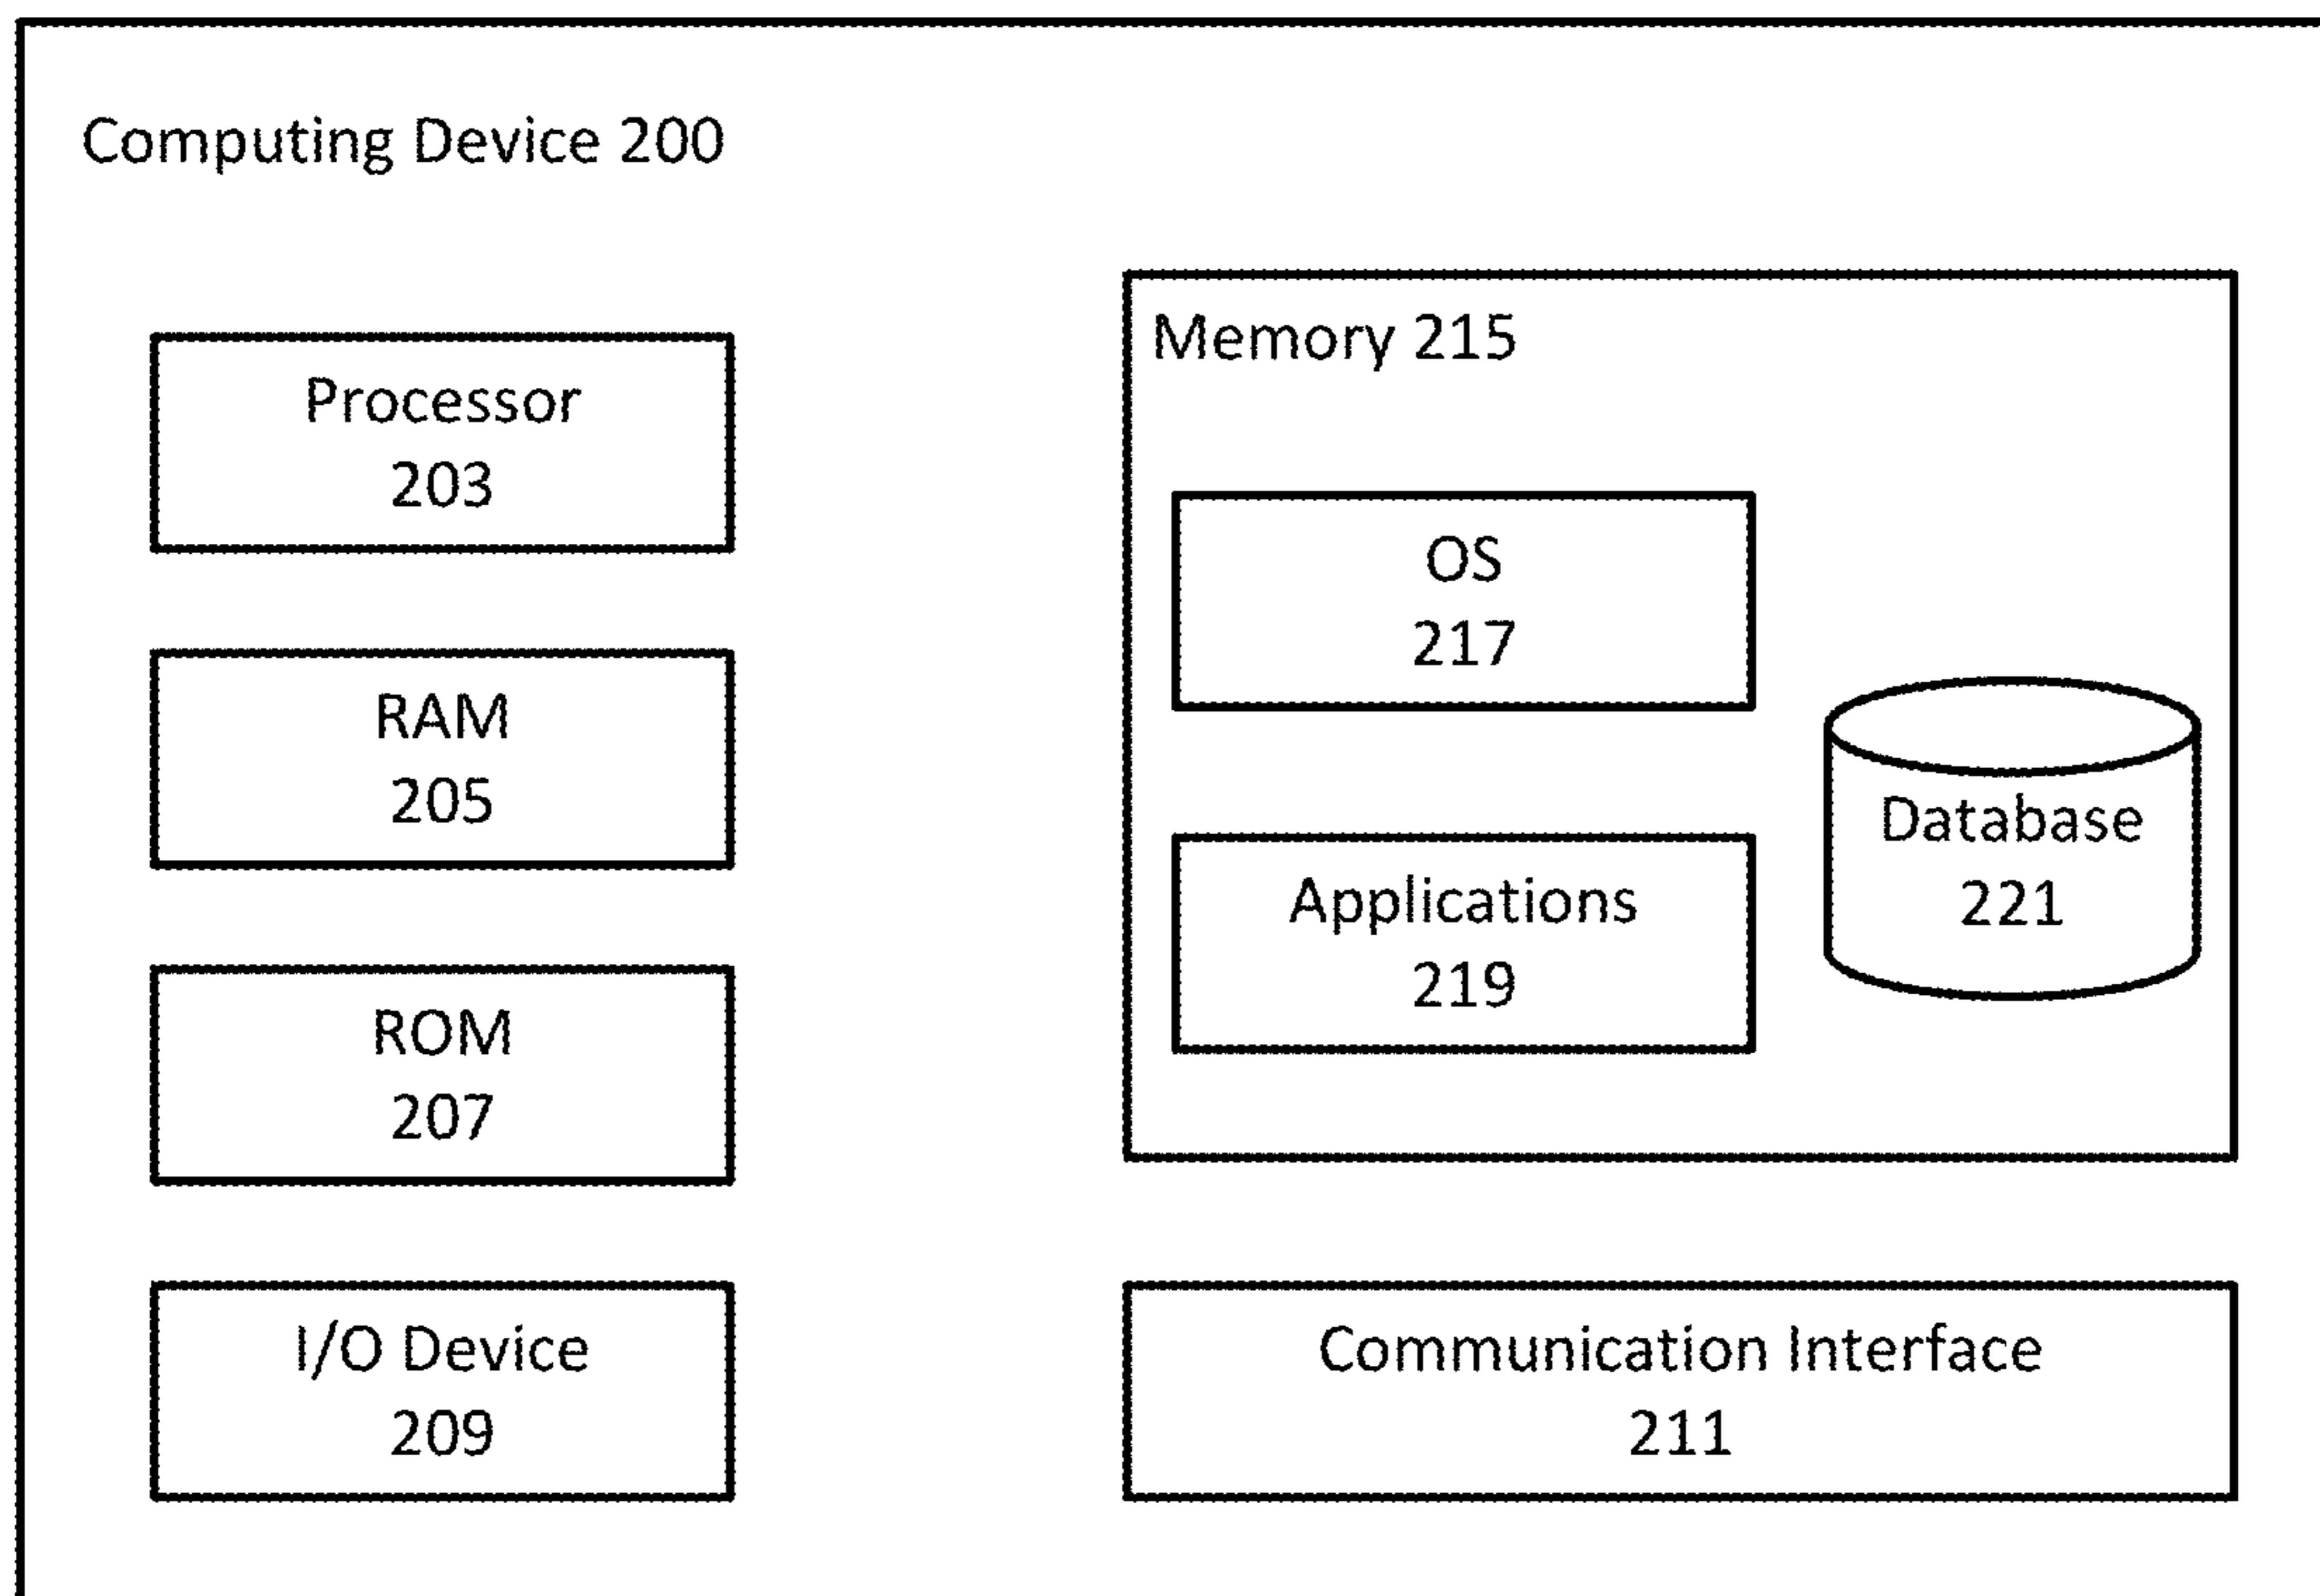 Computing Device 200
Processor
203
RAM
205
ROM
207
I/O Device
209
Memory 215
OS
217
Applications
219
Database
221
Communication Interface
211